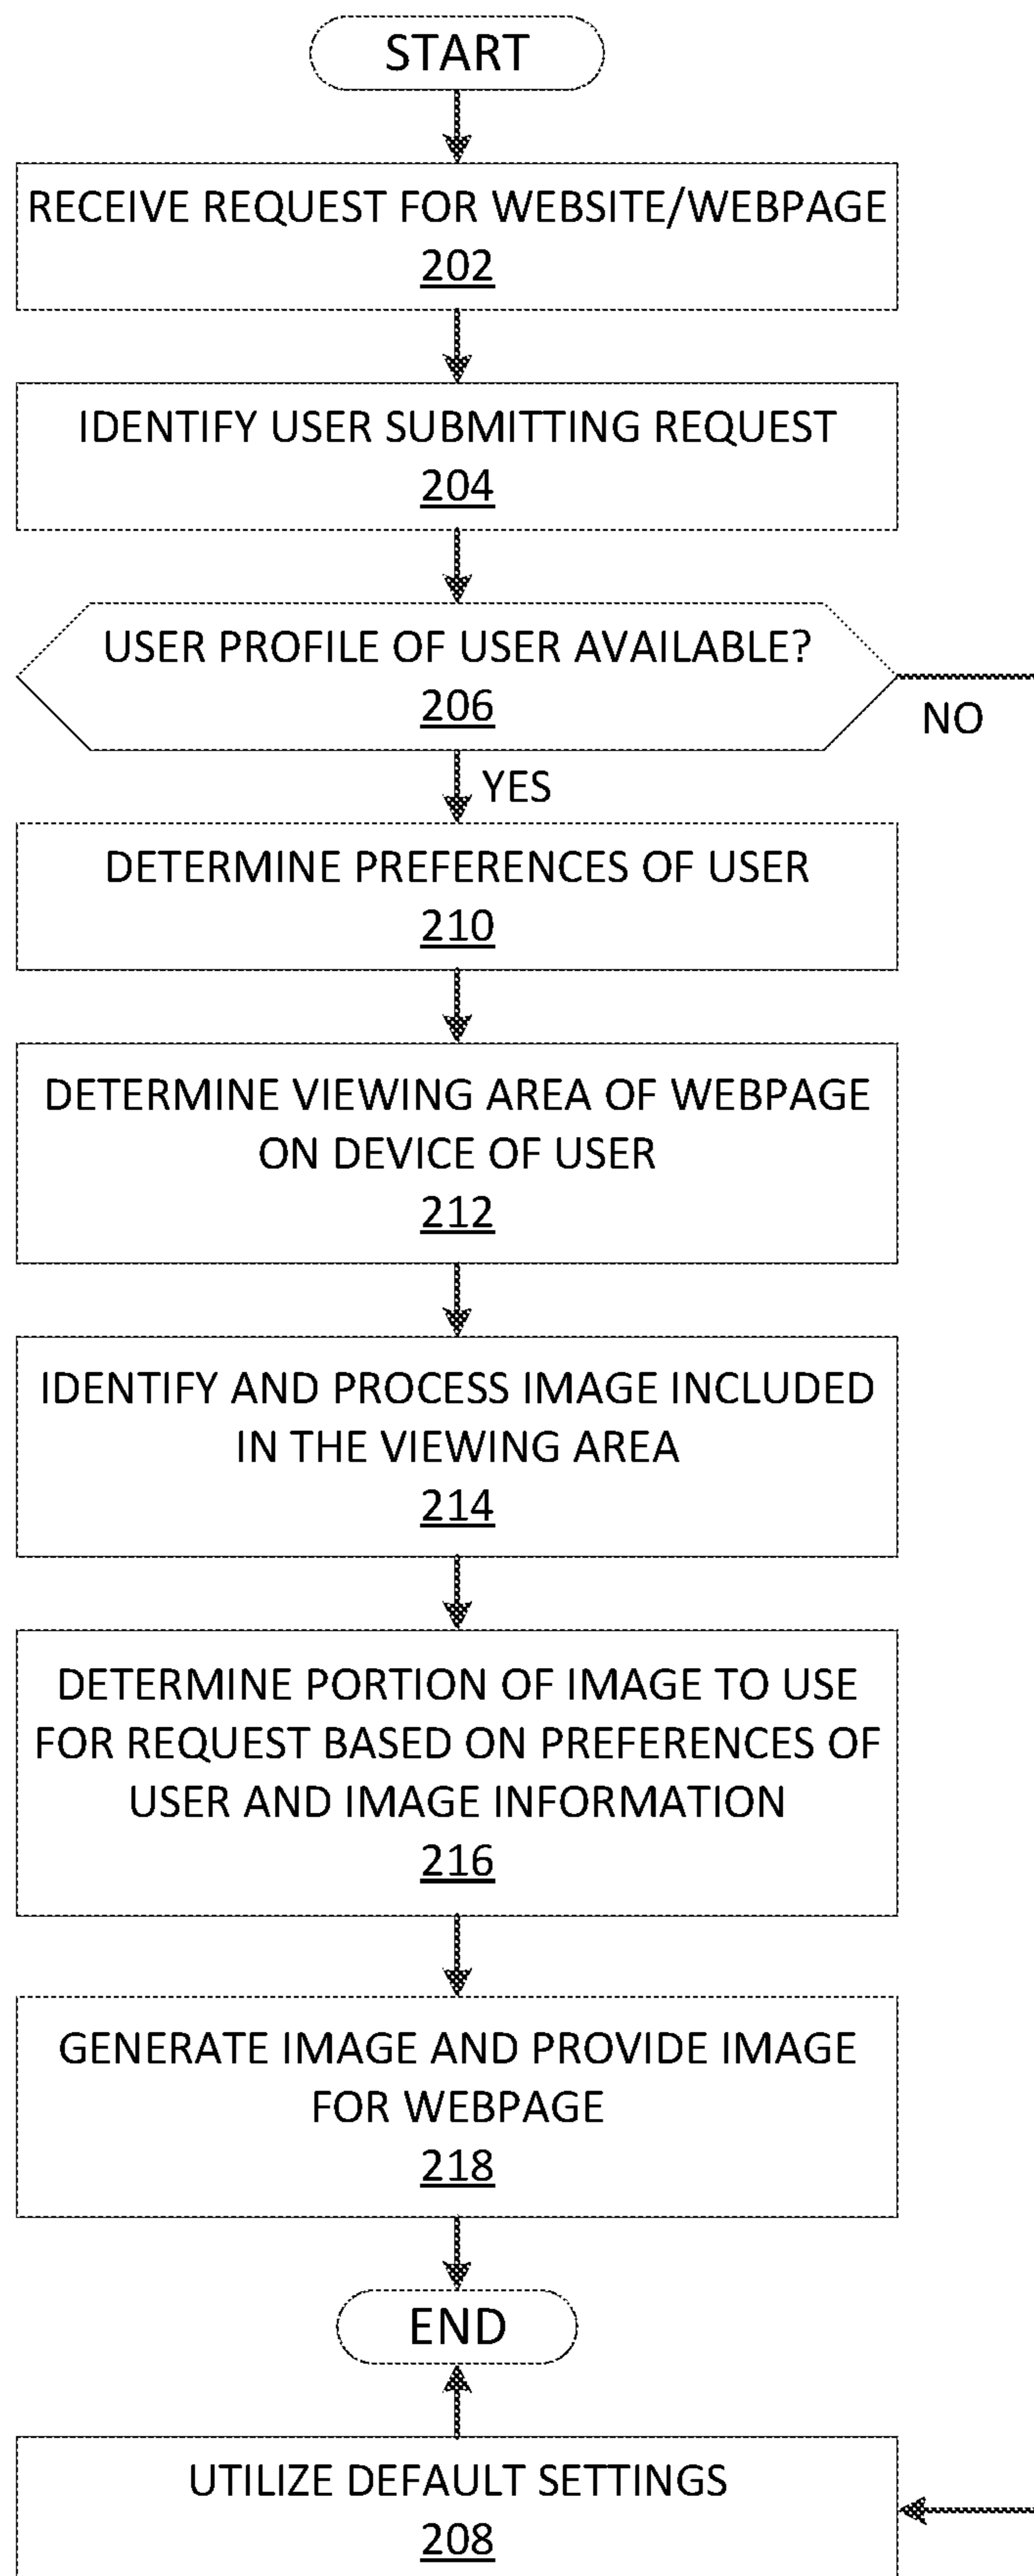 START
RECEIVE REQUEST FOR WEBSITE/WEBPAGE
202
IDENTIFY USER SUBMITTING REQUEST
204
USER PROFILE OF USER AVAILABLE?
206
NO
YES
DETERMINE PREFERENCES OF USER
210
DETERMINE VIEWING AREA OF WEBPAGE
ON DEVICE OF USER
212
IDENTIFY AND PROCESS IMAGE INCLUDED
IN THE VIEWING AREA
214
DETERMINE PORTION OF IMAGE TO USE
FOR REQUEST BASED ON PREFERENCES OF
USER AND IMAGE INFORMATION
216
GENERATE IMAGE AND PROVIDE IMAGE
FOR WEBPAGE
218
END
UTILIZE DEFAULT SETTINGS
208